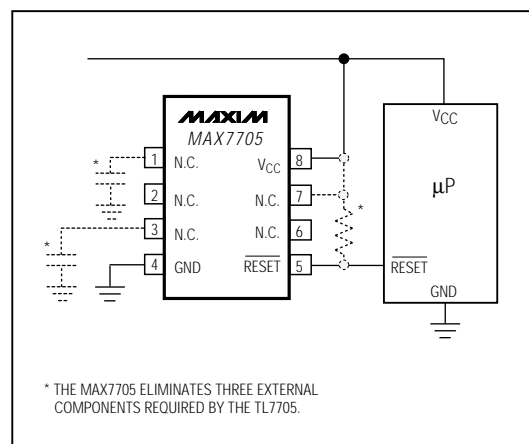 VCC
MAXIM
MAX7705
µP
* 1 N.C. VCC 8
2 N.C. N.C. 7 *
* 3 N.C. N.C. 6
4 GND RESET 5 RESET
GND
* THE MAX7705 ELIMINATES THREE EXTERNAL
COMPONENTS REQUIRED BY THE TL7705.